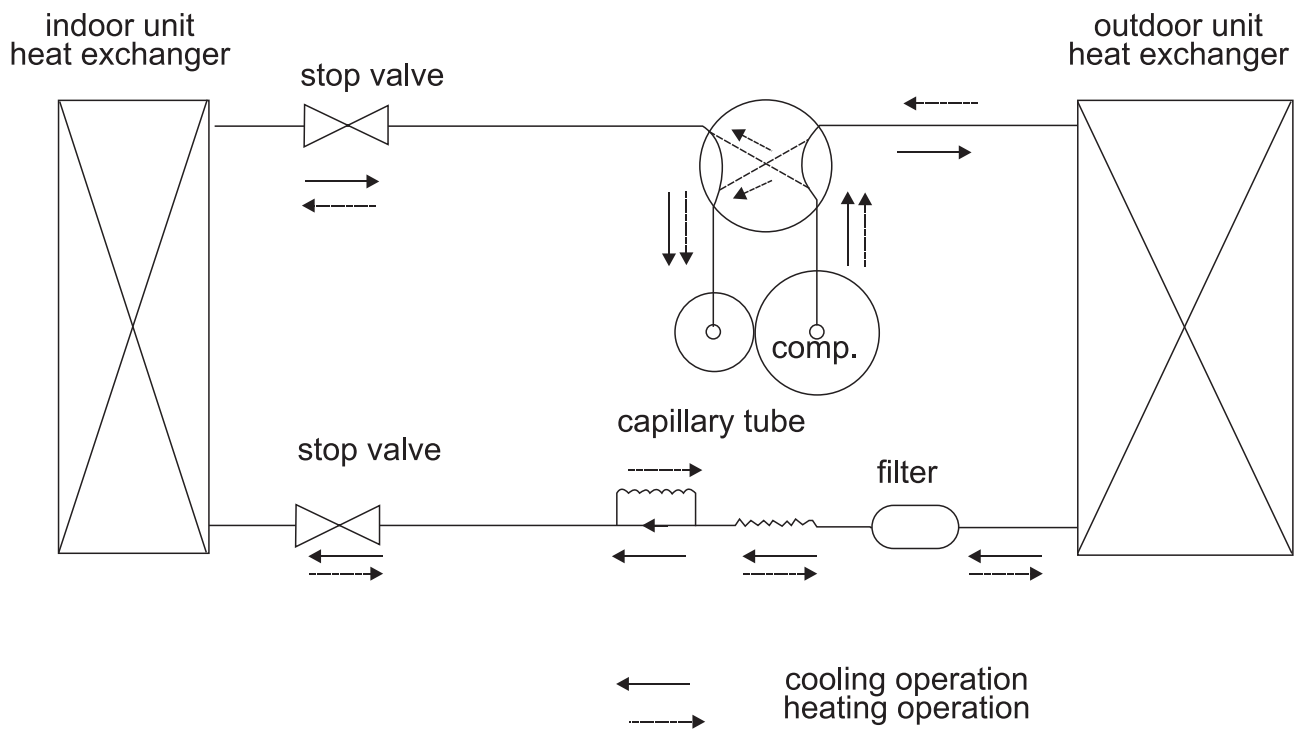 indoor unit
heat exchanger
outdoor unit
heat exchanger
stop valve
comp.
capillary tube
stop valve
filter
cooling operation
heating operation